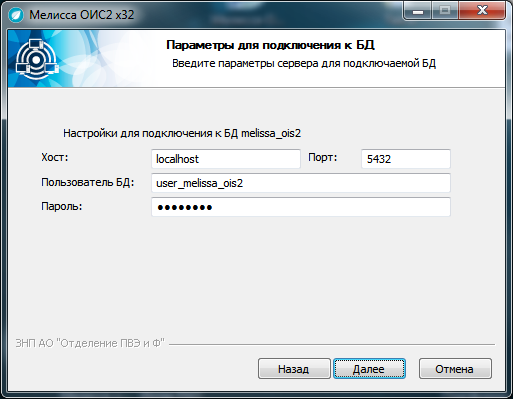 Мелисса ОИС2 x32
Параметры для подключения к БД
Введите параметры сервера для подключаемой БД
Настройки для подключения к БД melissa_ois2
Хост: localhost Порт: 5432
Пользователь БД: user_melissa_ois2
Пароль: ●●●●●●●●
ЗНП АО "Отделение ПВЭ и Ф"
Назад Далее Отмена